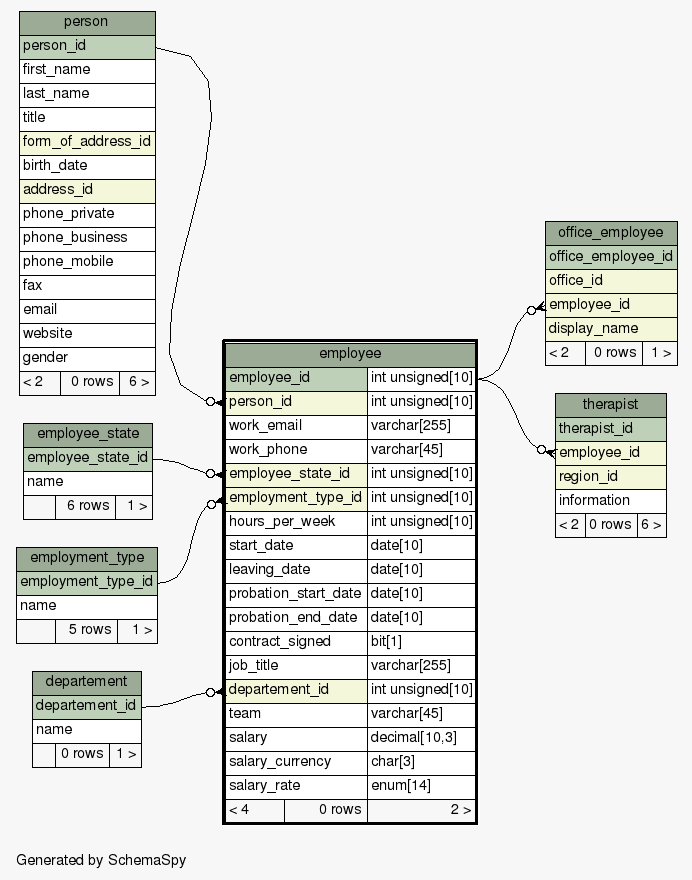 person
person_id
first_name
last_name
title
form_of_address_id
birth_date
address_id
phone_private
phone_business
phone_mobile
fax
email
website
gender
< 2 0 rows 6 >
employee_state
employee_state_id
name
6 rows 1 >
employment_type
employment_type_id
name
5 rows 1 >
departement
departement_id
name
0 rows 1 >
employee
employee_id int unsigned[10]
person_id int unsigned[10]
work_email varchar[255]
work_phone varchar[45]
employee_state_id int unsigned[10]
employment_type_id int unsigned[10]
hours_per_week int unsigned[10]
start_date date[10]
leaving_date date[10]
probation_start_date date[10]
probation_end_date date[10]
contract_signed bit[1]
job_title varchar[255]
departement_id int unsigned[10]
team varchar[45]
salary decimal[10,3]
salary_currency char[3]
salary_rate enum[14]
< 4 0 rows 2 >
office_employee
office_employee_id
office_id
employee_id
display_name
< 2 0 rows 1 >
therapist
therapist_id
employee_id
region_id
information
< 2 0 rows 6 >
Generated by SchemaSpy